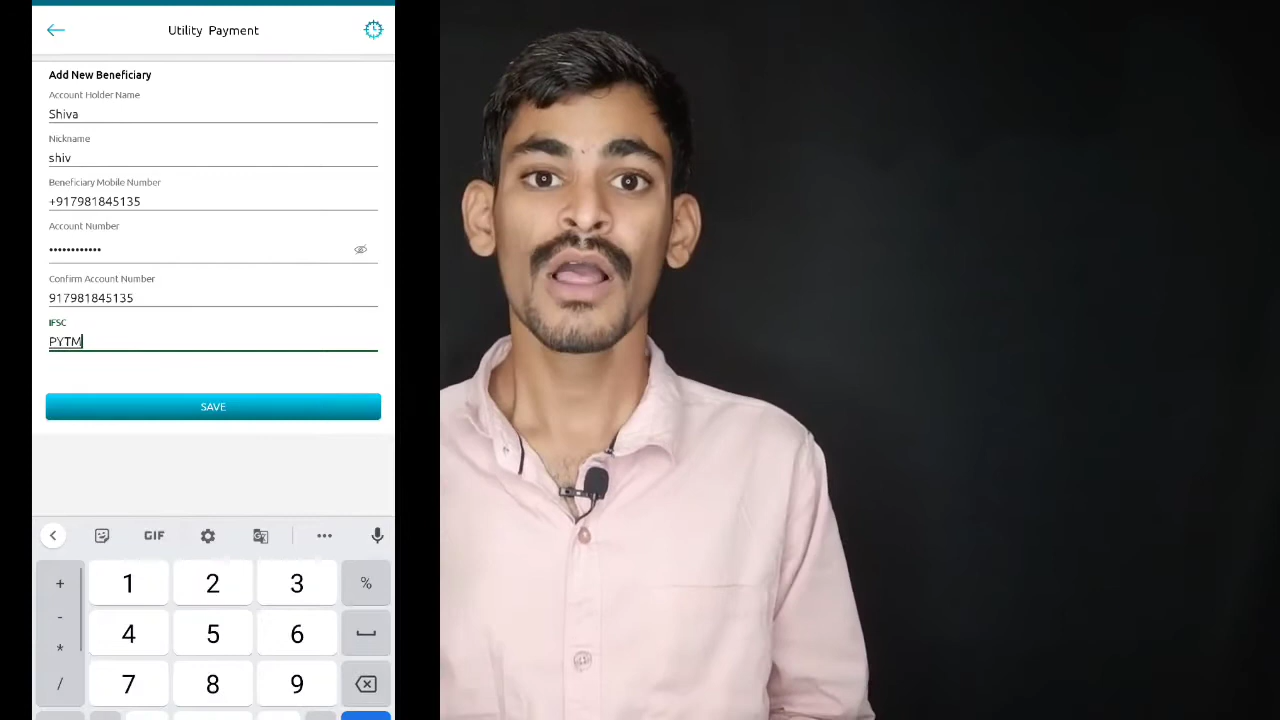 Utility Payment
Add New Beneficiary
Account Holder Name
Shiva
Nickname
shiv
Beneficiary Mobile Number
+917981845135
Account Number
••••••••••••
Confirm Account Number
917981845135
IFSC
PYTM
SAVE
GIF
+ 1 2 3 %
-
4 5 6
*
/ 7 8 9